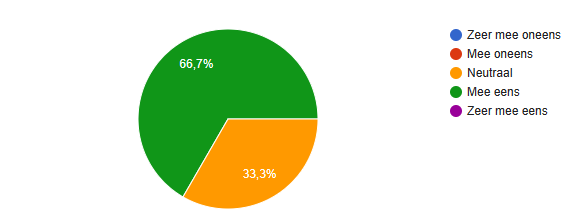 66,7%
33,3%
Zeer mee oneens
Mee oneens
Neutraal
Mee eens
Zeer mee eens